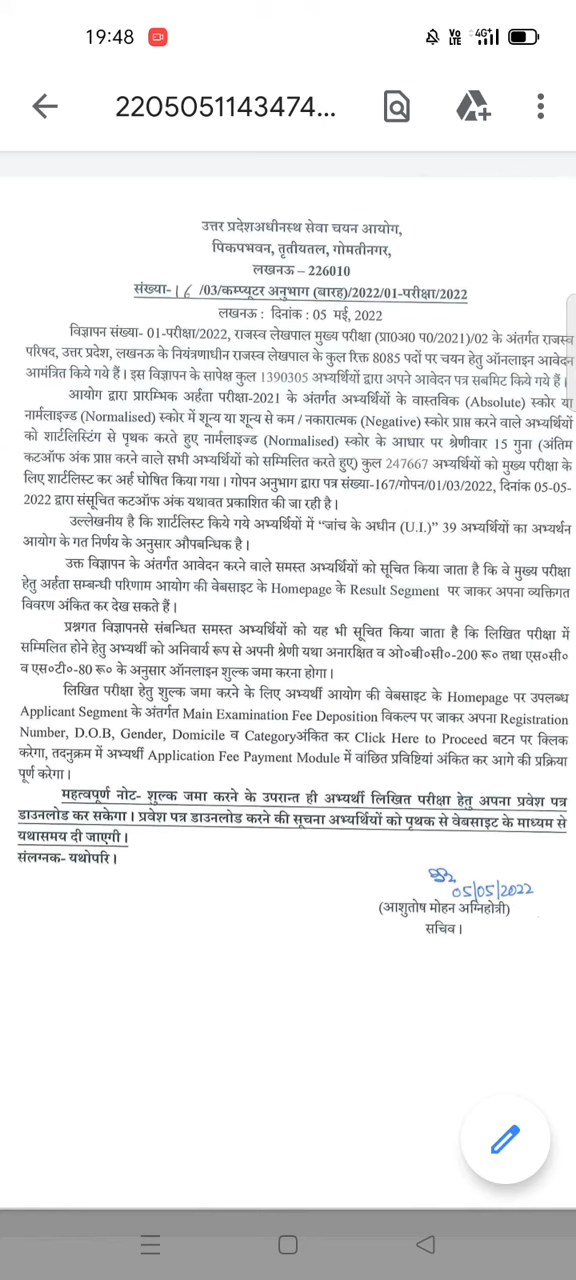 19:48
Vo LTE 4G+
2205051143474...
उत्तर प्रदेशअधीनस्थ सेवा चयन आयोग,
पिकपभवन, तृतीयतल, गोमतीनगर,
लखनऊ – 226010
संख्या-16/03/कम्प्यूटर अनुभाग (बारह)/2022/01-परीक्षा/2022
लखनऊ : दिनांक : 05 मई, 2022
विज्ञापन संख्या- 01-परीक्षा/2022, राजस्व लेखपाल मुख्य परीक्षा (प्रा०अ० प०/2021)/02 के अंतर्गत राजस्व
परिषद, उत्तर प्रदेश, लखनऊ के नियंत्रणाधीन राजस्व लेखपाल के कुल रिक्त 8085 पदों पर चयन हेतु ऑनलाइन आवेदन
आमंत्रित किये गये हैं। इस विज्ञापन के सापेक्ष कुल 1390305 अभ्यर्थियों द्वारा अपने आवेदन पत्र सबमिट किये गये हैं।
आयोग द्वारा प्रारम्भिक अर्हता परीक्षा-2021 के अंतर्गत अभ्यर्थियों के वास्तविक (Absolute) स्कोर या
नार्मलाइज्ड (Normalised) स्कोर में शून्य या शून्य से कम / नकारात्मक (Negative) स्कोर प्राप्त करने वाले अभ्यर्थियों
को शार्टलिस्टिंग से पृथक करते हुए नार्मलाइज्ड (Normalised) स्कोर के आधार पर श्रेणीवार 15 गुना (अंतिम
कटऑफ अंक प्राप्त करने वाले सभी अभ्यर्थियों को सम्मिलित करते हुए) कुल 247667 अभ्यर्थियों को मुख्य परीक्षा के
लिए शार्टलिस्ट कर अर्ह घोषित किया गया। गोपन अनुभाग द्वारा पत्र संख्या-167/गोपन/01/03/2022, दिनांक 05-05-
2022 द्वारा संसूचित कटऑफ अंक यथावत प्रकाशित की जा रही है।
उल्लेखनीय है कि शार्टलिस्ट किये गये अभ्यर्थियों में "जांच के अधीन (U.I.)" 39 अभ्यर्थियों का अभ्यर्थन
आयोग के गत निर्णय के अनुसार औपबन्धिक है।
उक्त विज्ञापन के अंतर्गत आवेदन करने वाले समस्त अभ्यर्थियों को सूचित किया जाता है कि वे मुख्य परीक्षा
हेतु अर्हता सम्बन्धी परिणाम आयोग की वेबसाइट के Homepage के Result Segment पर जाकर अपना व्यक्तिगत
विवरण अंकित कर देख सकते हैं।
प्रश्नगत विज्ञापनसे संबन्धित समस्त अभ्यर्थियों को यह भी सूचित किया जाता है कि लिखित परीक्षा में
सम्मिलित होने हेतु अभ्यर्थी को अनिवार्य रूप से अपनी श्रेणी यथा अनारक्षित व ओ०बी०सी०-200 रू० तथा एस०सी०
व एस०टी०-80 रू० के अनुसार ऑनलाइन शुल्क जमा करना होगा।
लिखित परीक्षा हेतु शुल्क जमा करने के लिए अभ्यर्थी आयोग की वेबसाइट के Homepage पर उपलब्ध
Applicant Segment के अंतर्गत Main Examination Fee Deposition विकल्प पर जाकर अपना Registration
Number, D.O.B, Gender, Domicile व Categoryअंकित कर Click Here to Proceed बटन पर क्लिक
करेगा, तदनुक्रम में अभ्यर्थी Application Fee Payment Module में वांछित प्रविष्टियां अंकित कर आगे की प्रक्रिया
पूर्ण करेगा।
महत्वपूर्ण नोट- शुल्क जमा करने के उपरान्त ही अभ्यर्थी लिखित परीक्षा हेतु अपना प्रवेश पत्र
डाउनलोड कर सकेगा। प्रवेश पत्र डाउनलोड करने की सूचना अभ्यर्थियों को पृथक से वेबसाइट के माध्यम से
यथासमय दी जाएगी।
संलग्नक- यथोपरि।
05/05/2022
(आशुतोष मोहन अग्निहोत्री)
सचिव।